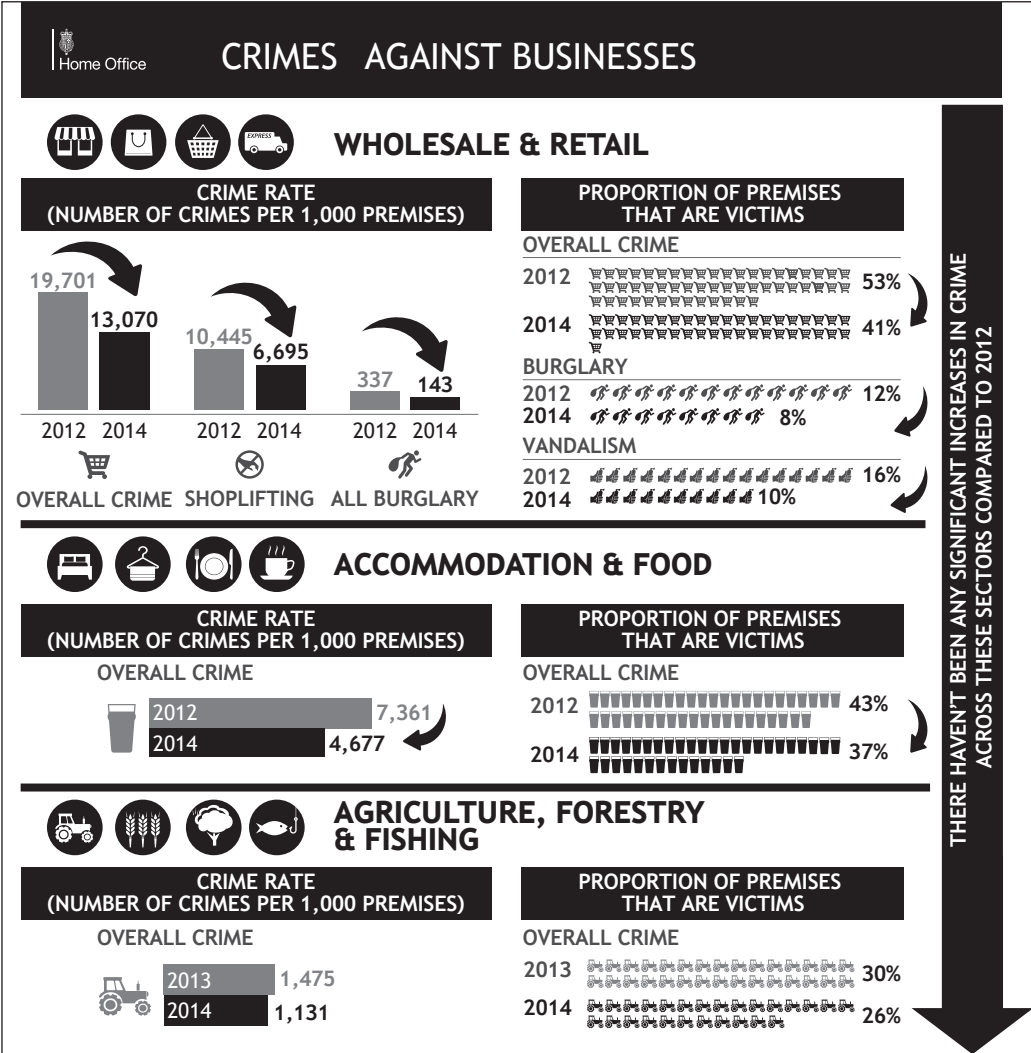 Home Office
CRIMES AGAINST BUSINESSES
EXPRESS
WHOLESALE & RETAIL
CRIME RATE
(NUMBER OF CRIMES PER 1,000 PREMISES)
19,701
13,070
10,445
6,695
337
143
2012 2014
2012 2014
2012 2014
OVERALL CRIME
SHOPLIFTING
ALL BURGLARY
PROPORTION OF PREMISES
THAT ARE VICTIMS
OVERALL CRIME
2012 53%
2014 41%
BURGLARY
2012 12%
2014 8%
VANDALISM
2012 16%
2014 10%
ACCOMMODATION & FOOD
CRIME RATE
(NUMBER OF CRIMES PER 1,000 PREMISES)
OVERALL CRIME
2012 7,361
2014 4,677
PROPORTION OF PREMISES
THAT ARE VICTIMS
OVERALL CRIME
2012 43%
2014 37%
AGRICULTURE, FORESTRY
& FISHING
CRIME RATE
(NUMBER OF CRIMES PER 1,000 PREMISES)
OVERALL CRIME
2013 1,475
2014 1,131
PROPORTION OF PREMISES
THAT ARE VICTIMS
OVERALL CRIME
2013 30%
2014 26%
THERE HAVEN'T BEEN ANY SIGNIFICANT INCREASES IN CRIME
ACROSS THESE SECTORS COMPARED TO 2012